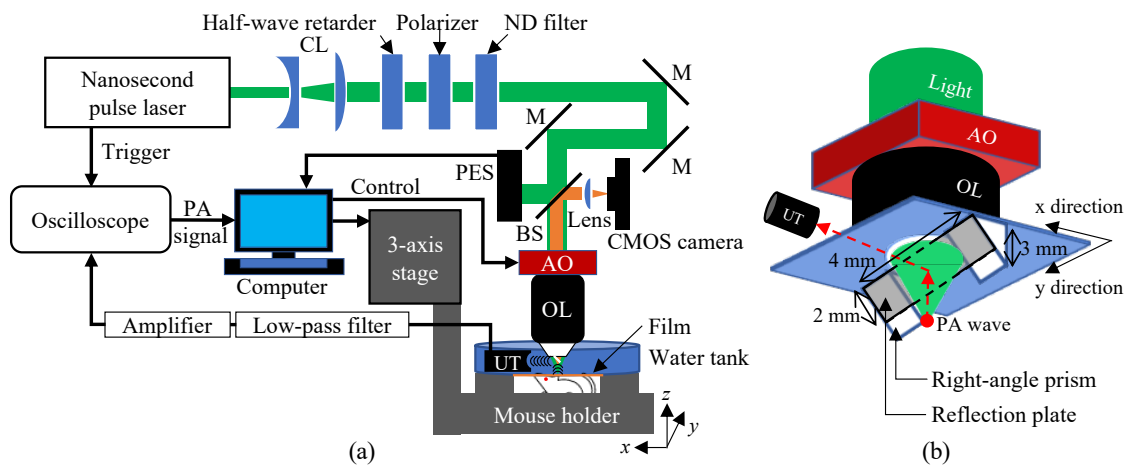 Half-wave retarder
Polarizer
ND filter
CL
Nanosecond
pulse laser
M
M
M
Trigger
PES
Control
Oscilloscope
PA
signal
Lens
BS
CMOS camera
3-axis
stage
AO
Computer
OL
Amplifier
Low-pass filter
Film
UT
Water tank
Mouse holder
z
y
x
(a)
Light
AO
OL
UT
x direction
4 mm
3 mm
y direction
2 mm
PA wave
Right-angle prism
Reflection plate
(b)